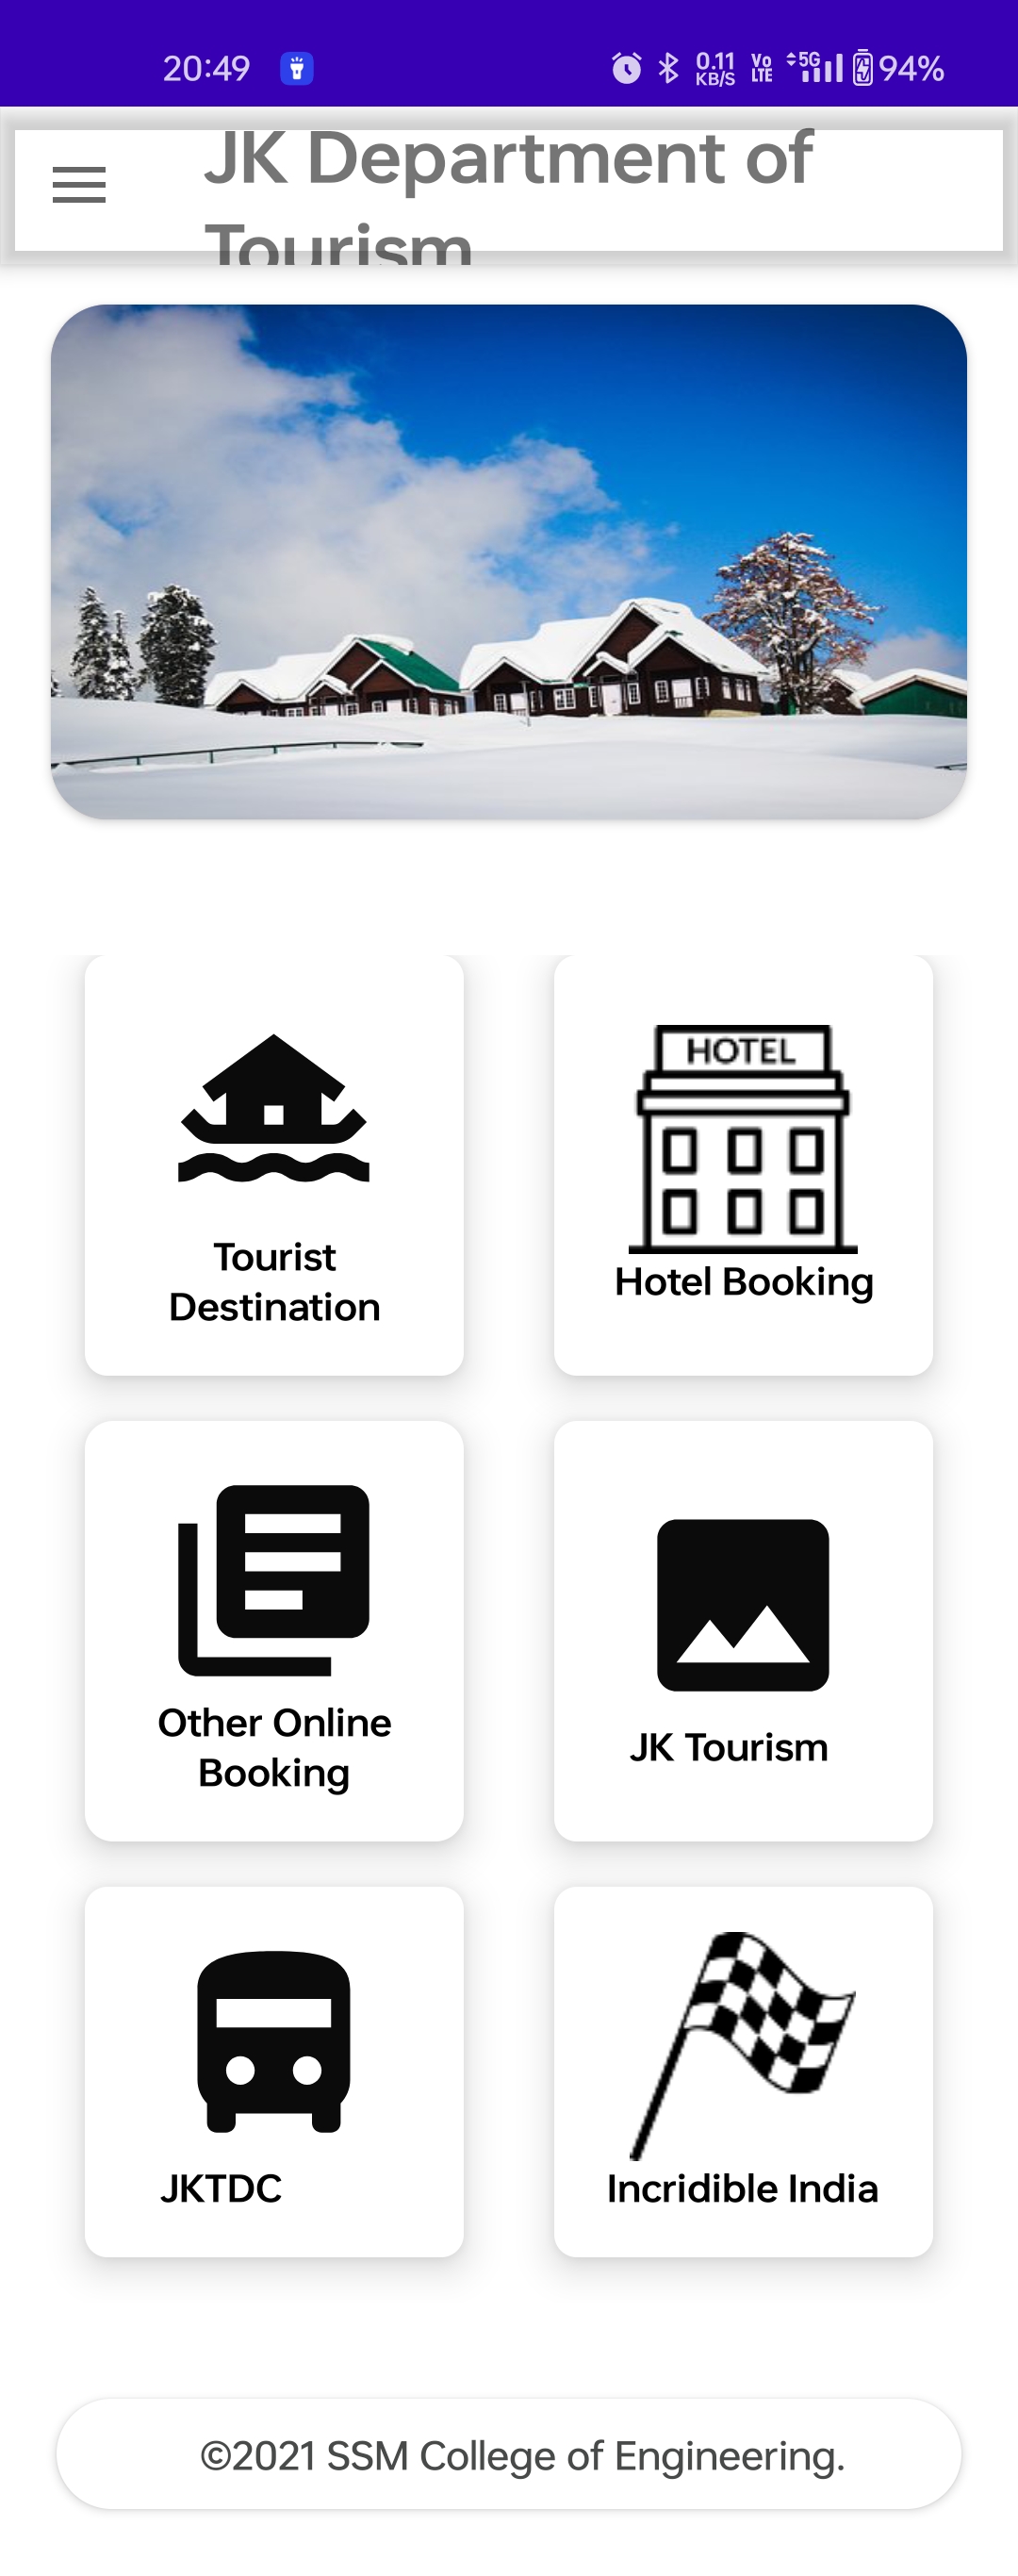 20:49
0.11 KB/S Vo LTE 5G 94%
JK Department of
Tourism
HOTEL
Tourist
Destination
Hotel Booking
Other Online
Booking
JK Tourism
JKTDC
Incridible India
©2021 SSM College of Engineering.